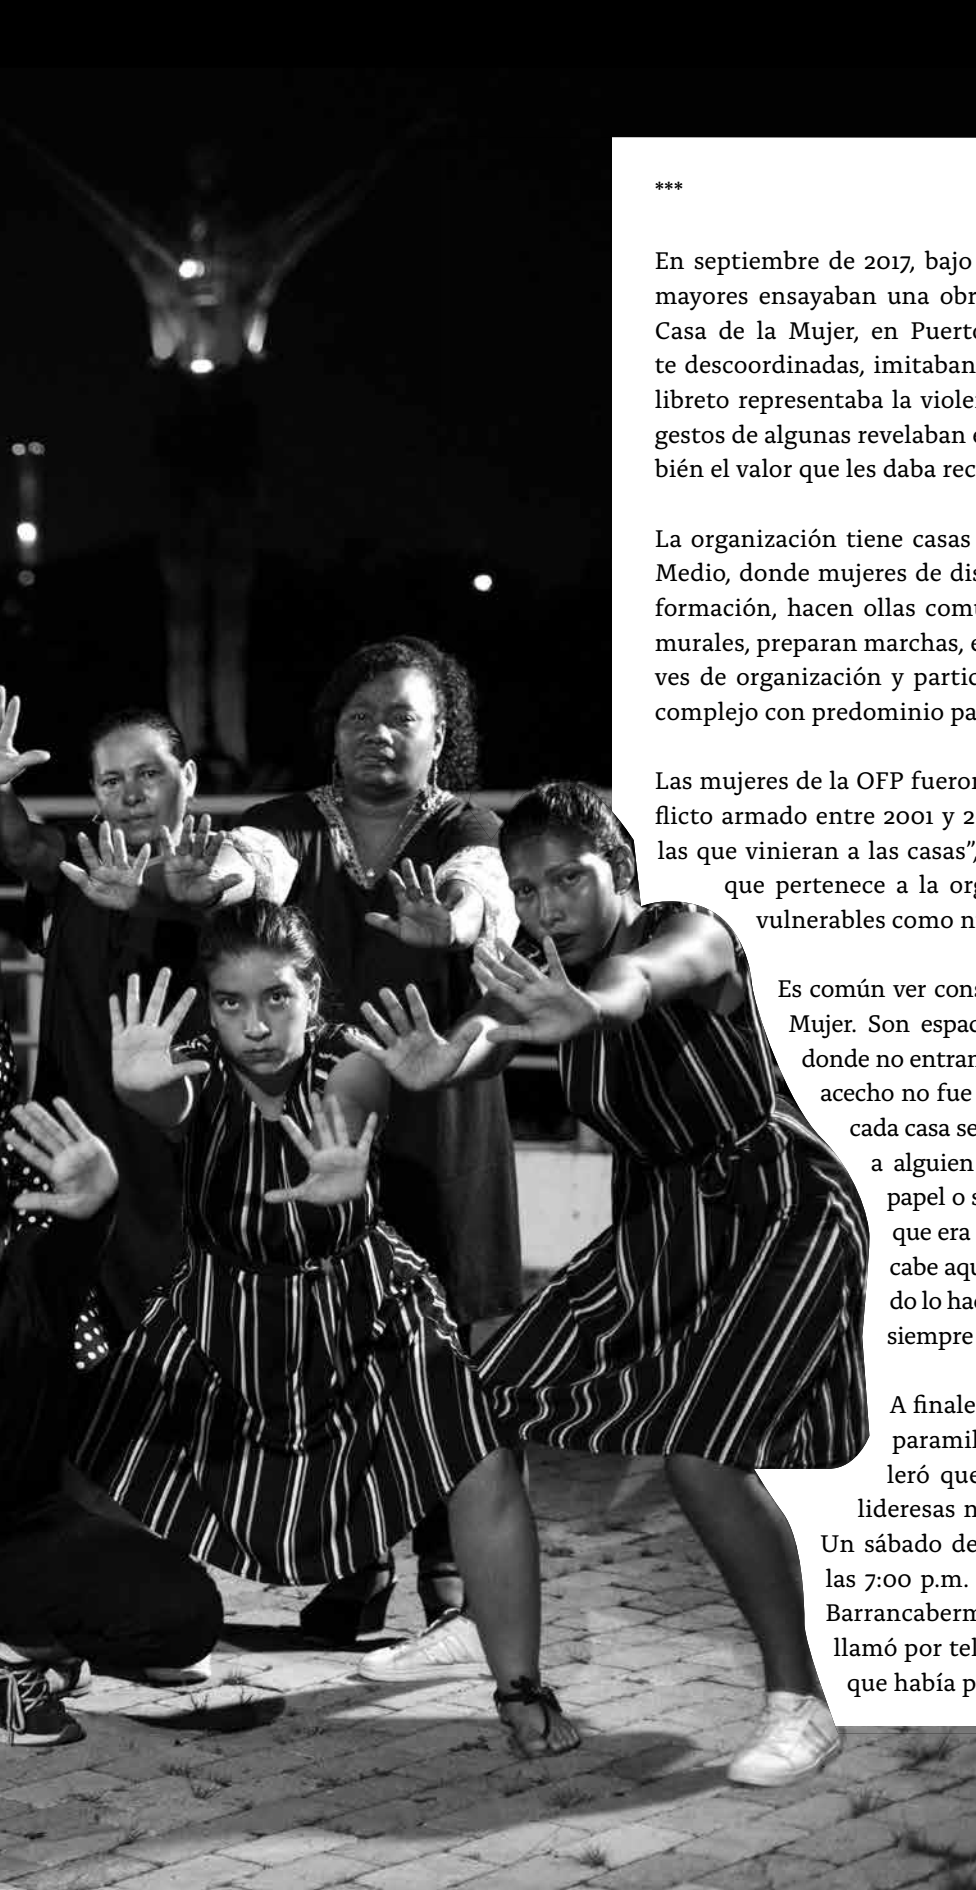 ***
En septiembre de 2017, bajo
mayores ensayaban una obr
Casa de la Mujer, en Puerto
te descoordinadas, imitaban
libreto representaba la viole
gestos de algunas revelaban e
bién el valor que les daba rec
La organización tiene casas
Medio, donde mujeres de dis
formación, hacen ollas comu
murales, preparan marchas, e
ves de organización y partic
complejo con predominio pa
Las mujeres de la OFP fueron
flicto armado entre 2001 y 2
las que vinieran a las casas”,
que pertenece a la org
vulnerables como n
Es común ver cons
Mujer. Son espac
donde no entran
acecho no fue
cada casa se
a alguien
papel o s
que era
cabe aqu
do lo hac
siempre
A finale
paramil
leró que
lideresas n
Un sábado de
las 7:00 p.m.
Barrancaberm
llamó por tel
que había p